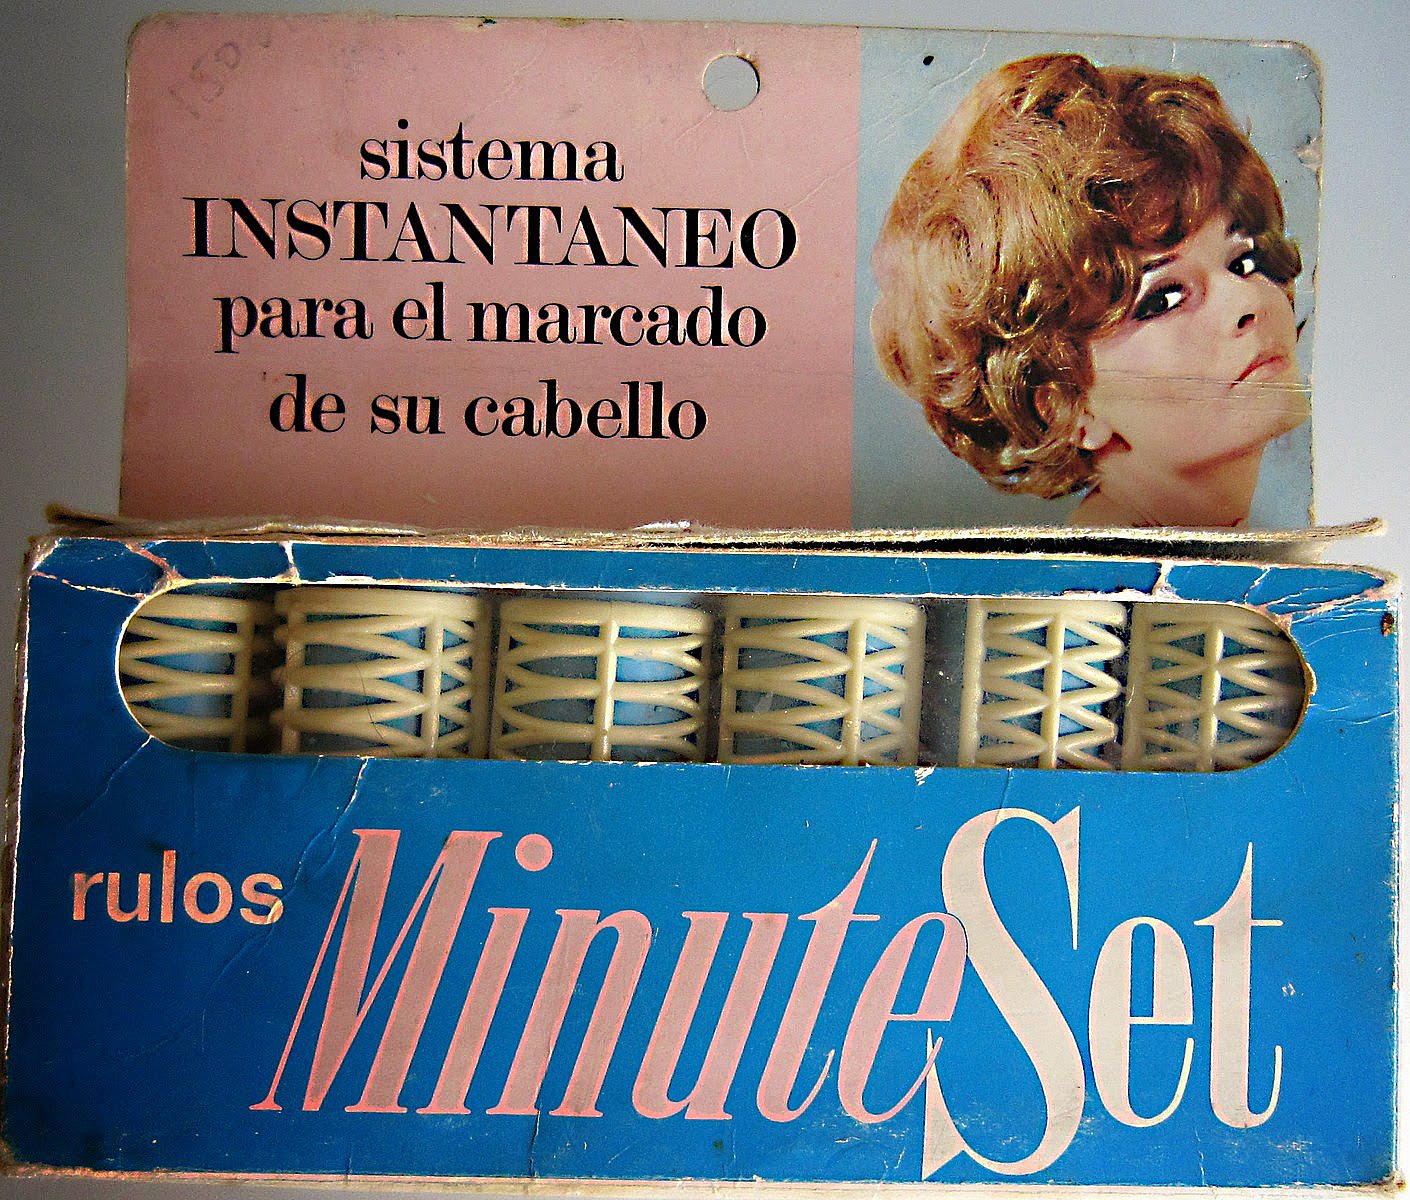 sistema
INSTANTANEO
para el marcado
de su cabello
rulos MinuteSet